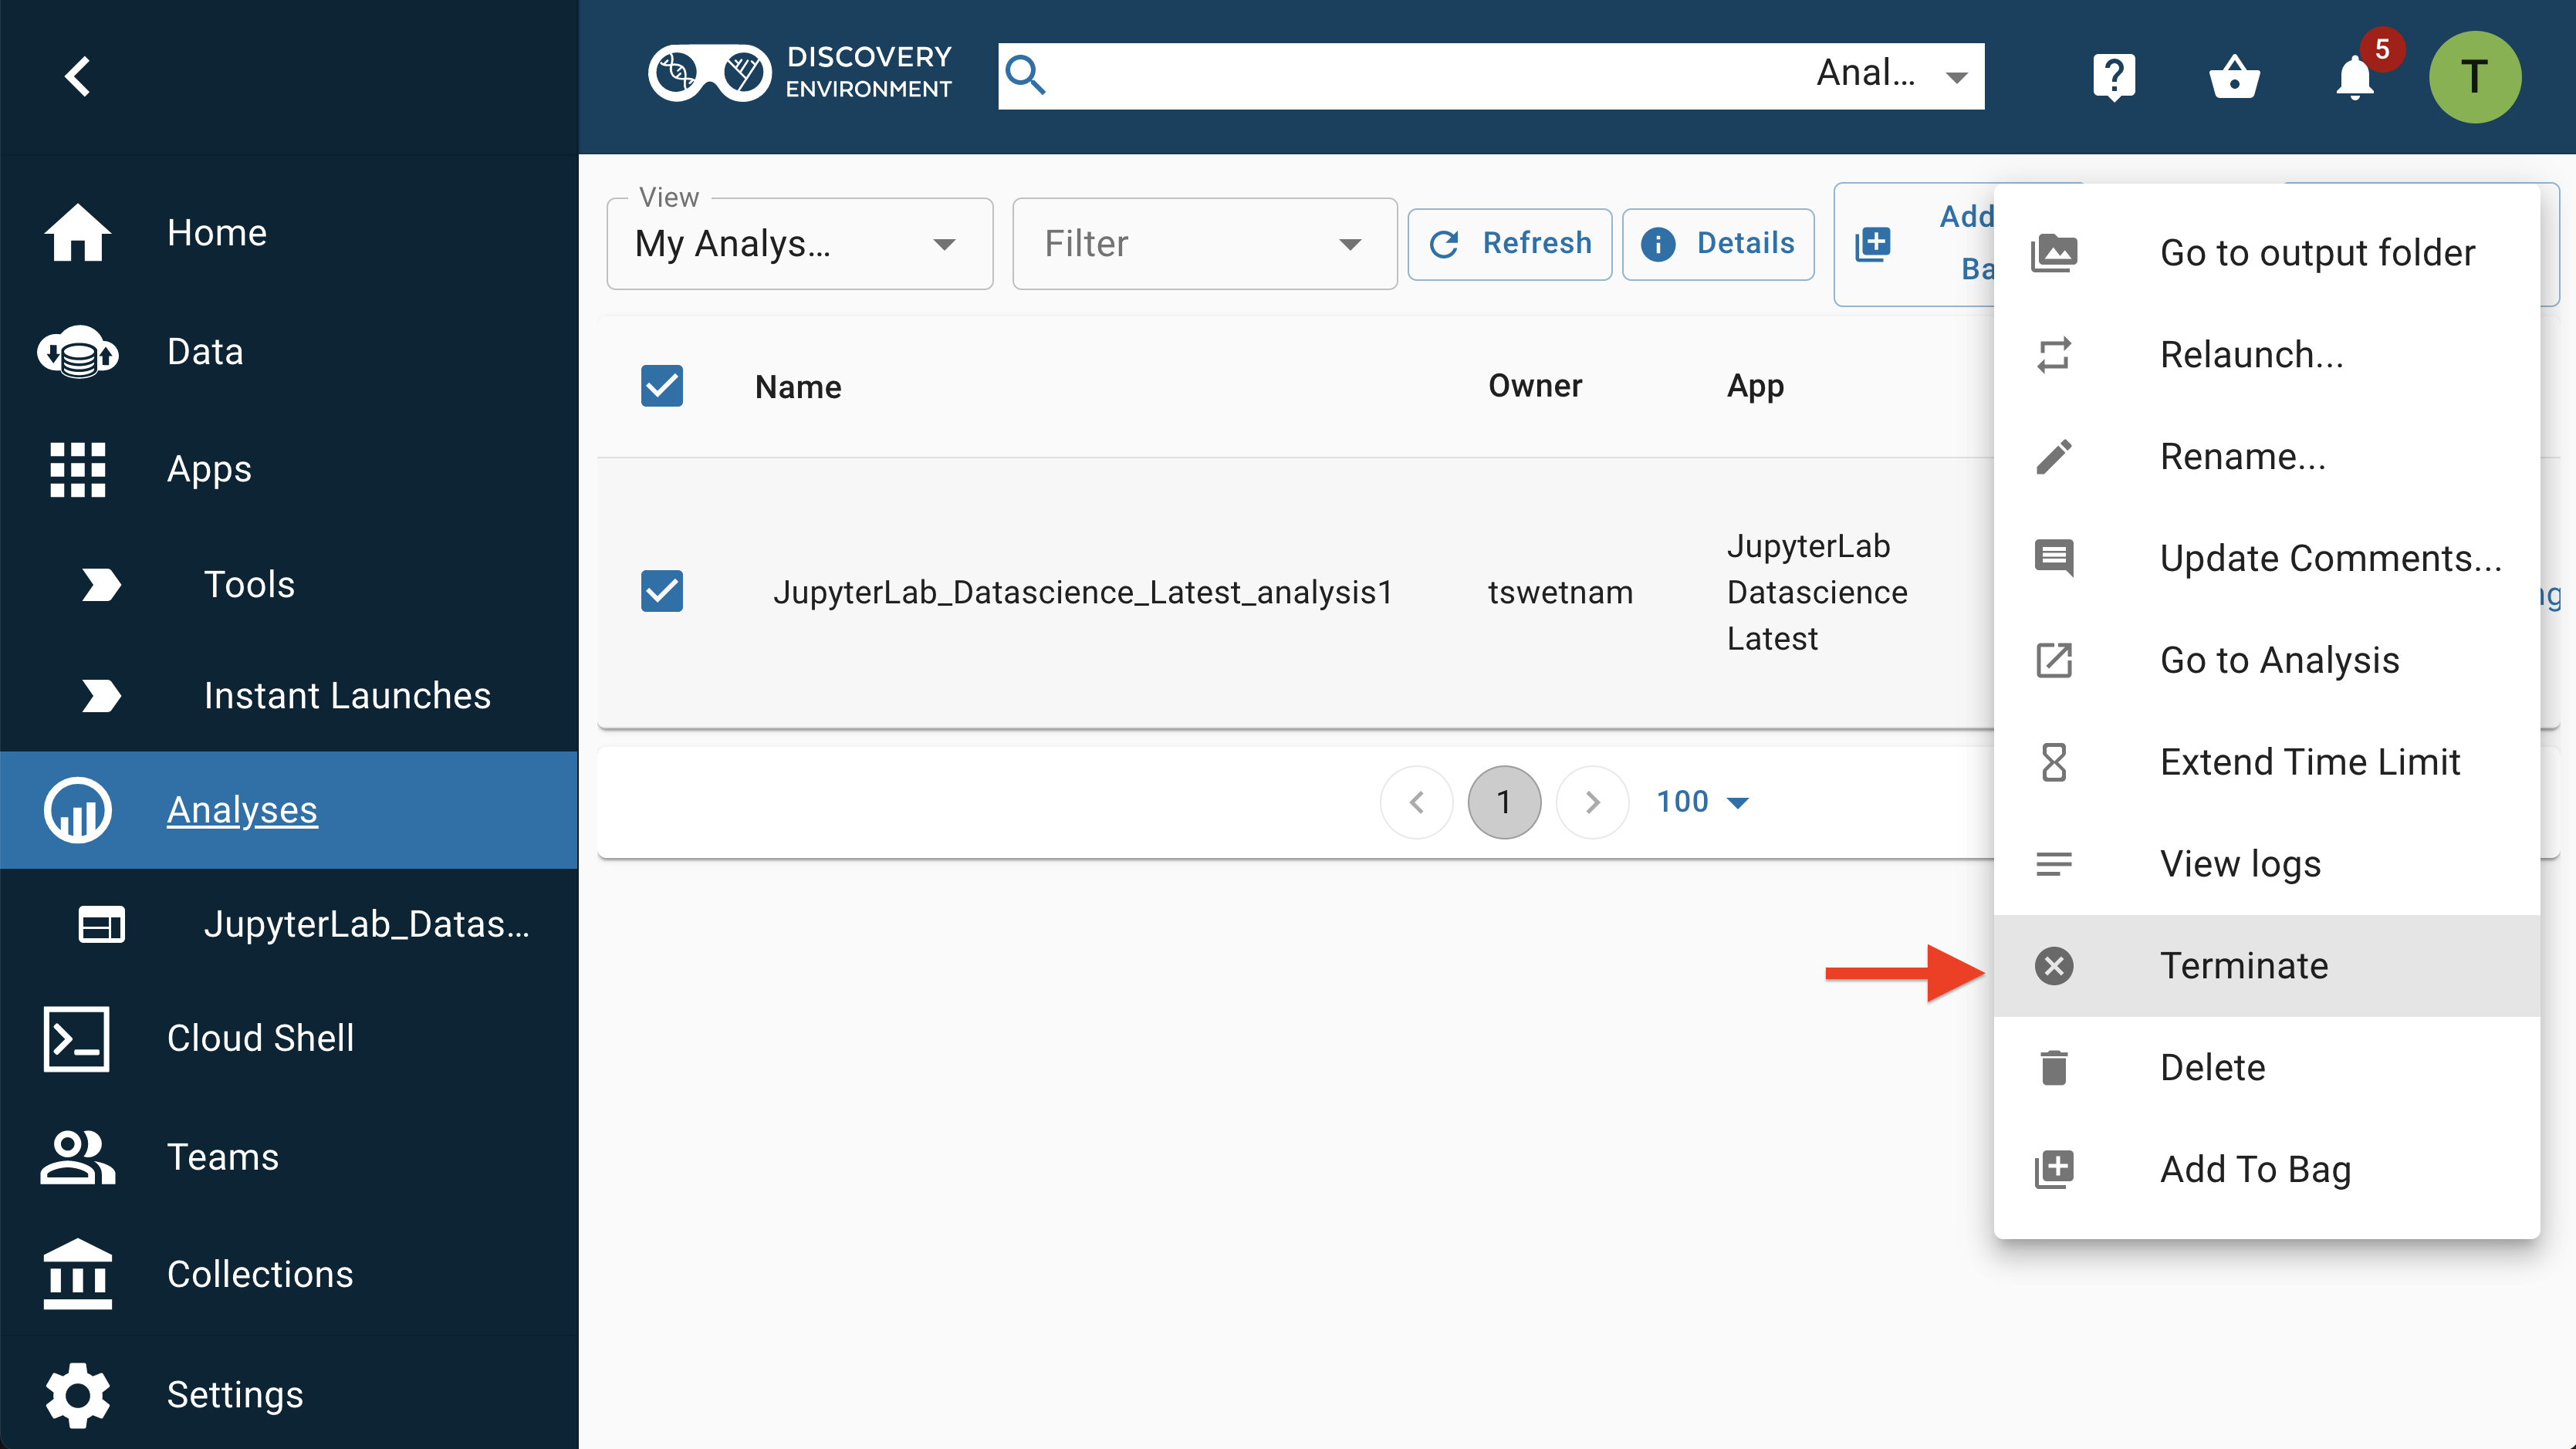 DISCOVERY
ENVIRONMENT
Anal...
?
5
T
Home
Data
Apps
Tools
Instant Launches
Analyses
JupyterLab_Datas...
Cloud Shell
Teams
Collections
Settings
View
My Analys...
Filter
Refresh
Details
Add
Name
Owner
App
JupyterLab_Datascience_Latest_analysis1
tswetnam
JupyterLab
Datascience
Latest
1
100
Go to output folder
Relaunch...
Rename...
Update Comments...
Go to Analysis
Extend Time Limit
View logs
Terminate
Delete
Add To Bag